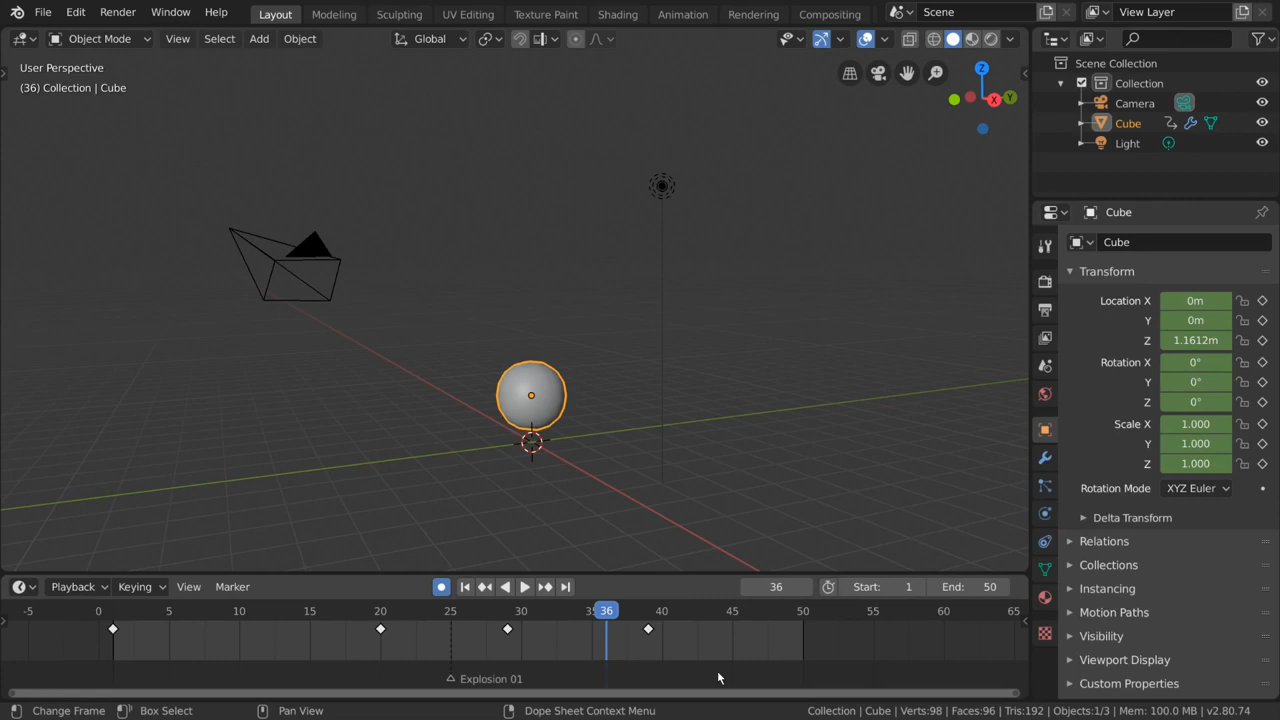 File Edit Render Window Help Layout Modeling Sculpting UV Editing Texture Paint Shading Animation Rendering Compositing Scene View Layer
Object Mode View Select Add Object Global
User Perspective
(36) Collection | Cube
Z
X
Y
Scene Collection
Collection
Camera
Cube
Light
Cube
Cube
Transform
Location X 0m
Y 0m
Z 1.1612m
Rotation X 0°
Y 0°
Z 0°
Scale X 1.000
Y 1.000
Z 1.000
Rotation Mode XYZ Euler
Delta Transform
Relations
Collections
Instancing
Motion Paths
Visibility
Viewport Display
Custom Properties
Playback Keying View Marker 36 Start: 1 End: 50
-5 0 5 10 15 20 25 30 36 40 45 50 55 60 65
Explosion 01
Change Frame Box Select Pan View Dope Sheet Context Menu Collection | Cube | Verts:98 | Faces:96 | Tris:192 | Objects:1/3 | Mem: 100.0 MB | v2.80.74